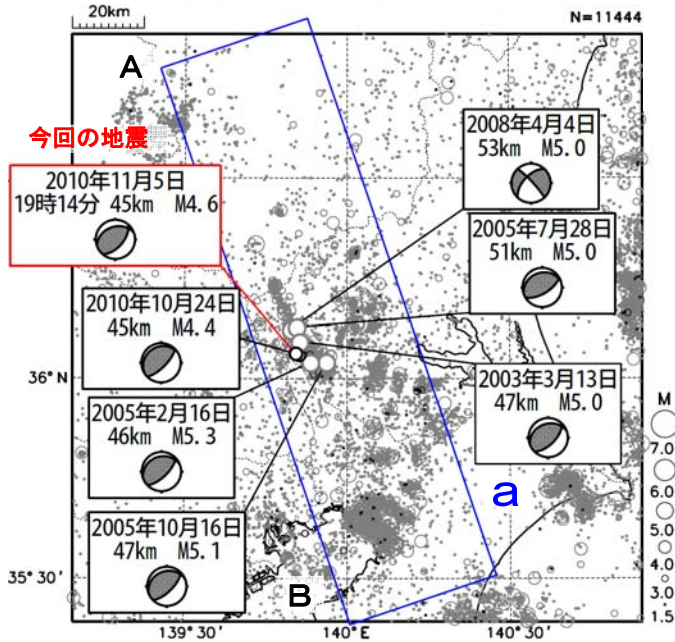 20km
N=11444
A
今回の地震
2010年11月5日
19時14分 45km M4.6
2008年4月4日
53km M5.0
2005年7月28日
51km M5.0
2010年10月24日
45km M4.4
36°N
2003年3月13日
47km M5.0
2005年2月16日
46km M5.3
a
2005年10月16日
47km M5.1
B
M
7.0
6.0
5.0
4.0
3.0
1.5
35°30'
139°30'
140°0'
140°30'